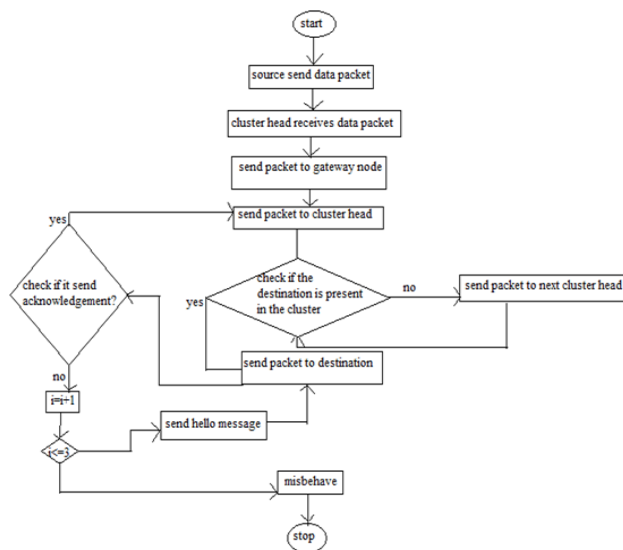 start
source send data packet
cluster head receives data packet
send packet to gateway node
yes
send packet to cluster head
check if it send
acknowledgement?
check if the
destination is present
in the cluster
yes
no
send packet to next cluster head
send packet to destination
no
i=i+1
send hello message
i<=3
misbehave
stop